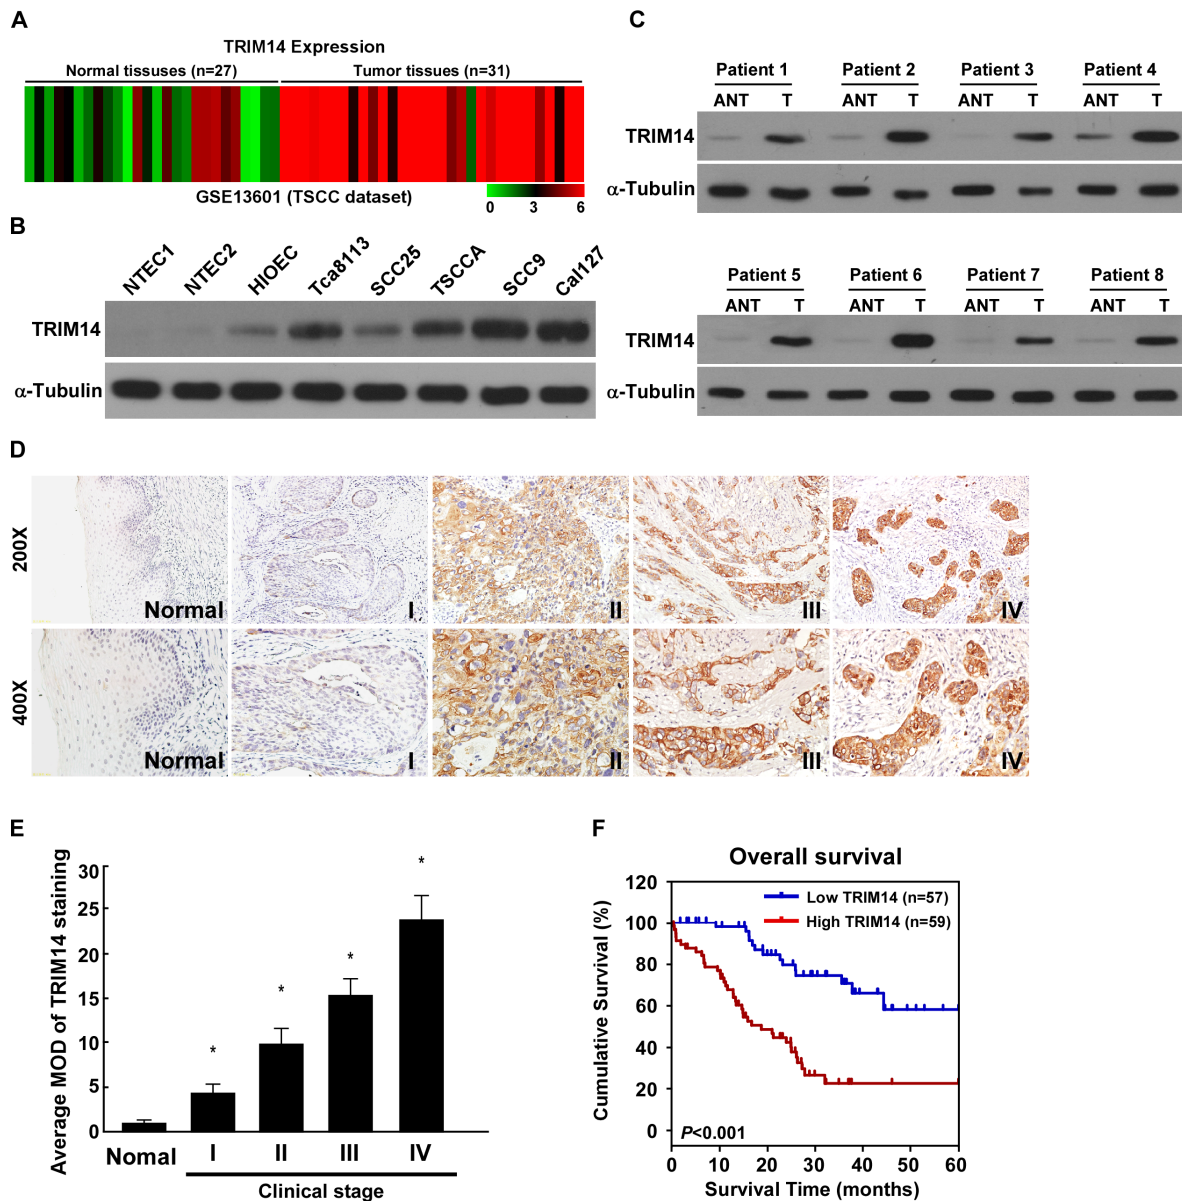 A
TRIM14 Expression
Normal tissuses (n=27)
Tumor tissues (n=31)
GSE13601 (TSCC dataset)
0 3 6
B
NTEC1 NTEC2 HIOEC Tca8113 SCC25 TSCCA SCC9 Cal127
TRIM14
α-Tubulin
C
Patient 1 Patient 2 Patient 3 Patient 4
ANT T ANT T ANT T ANT T
TRIM14
α-Tubulin
Patient 5 Patient 6 Patient 7 Patient 8
ANT T ANT T ANT T ANT T
TRIM14
α-Tubulin
D
200X
Normal I II III IV
400X
Normal I II III IV
E
Average MOD of TRIM14 staining
30
25
20
15
10
5
0
* * * *
Nomal I II III IV
Clinical stage
F
Overall survival
Cumulative Survival (%)
120
100
80
60
40
20
0
Low TRIM14 (n=57)
High TRIM14 (n=59)
P<0.001
0 10 20 30 40 50 60
Survival Time (months)